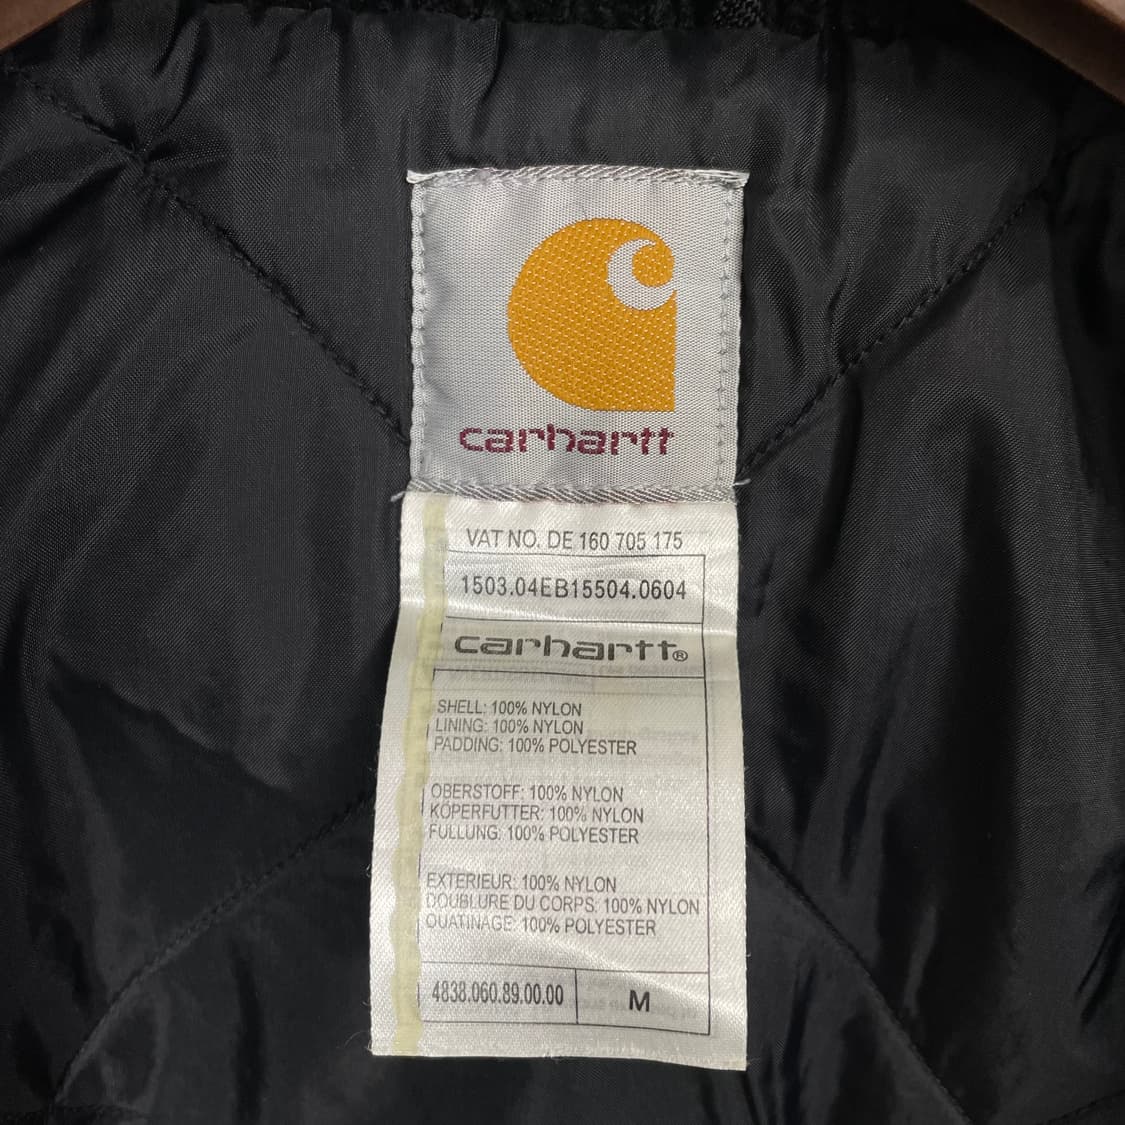 carhartt
VAT NO. DE 160 705 175
1503.04EB15504.0604
carhartt®
SHELL: 100% NYLON
LINING: 100% NYLON
PADDING: 100% POLYESTER
OBERSTOFF: 100% NYLON
KÖPERFUTTER: 100% NYLON
FULLUNG: 100% POLYESTER
EXTERIEUR: 100% NYLON
DOUBLURE DU CORPS: 100% NYLON
OUATINAGE: 100% POLYESTER
4838.060.89.00.00 M